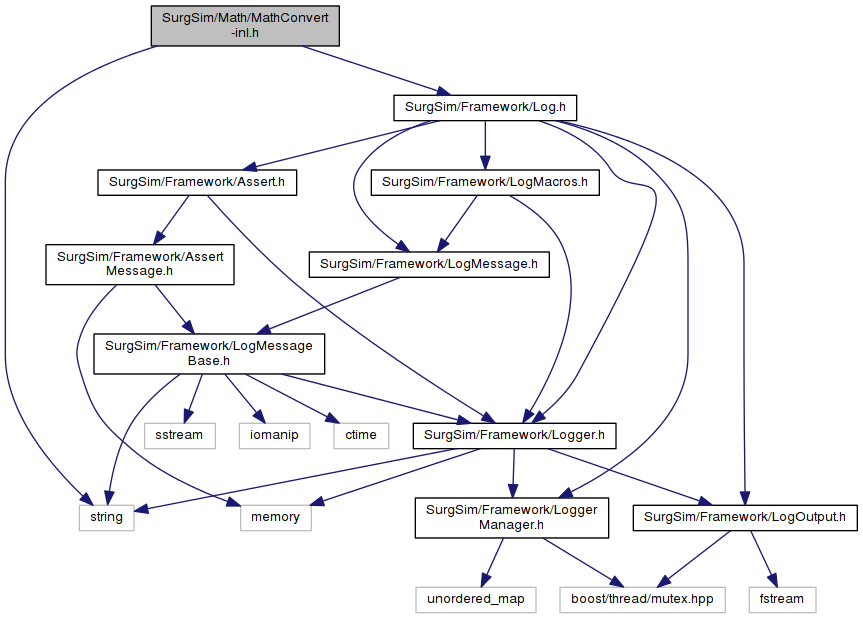 SurgSim/Math/MathConvert
-inl.h
SurgSim/Framework/Log.h
SurgSim/Framework/Assert.h
SurgSim/Framework/LogMacros.h
SurgSim/Framework/Assert
Message.h
SurgSim/Framework/LogMessage.h
SurgSim/Framework/LogMessage
Base.h
sstream
iomanip
ctime
SurgSim/Framework/Logger.h
string
memory
SurgSim/Framework/Logger
Manager.h
SurgSim/Framework/LogOutput.h
unordered_map
boost/thread/mutex.hpp
fstream